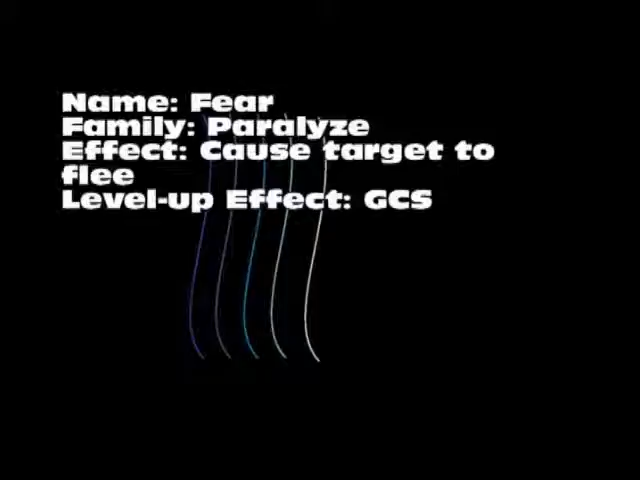 Name: Fear
Family: Paralyze
Effect: Cause target to
flee
Level-up Effect: GCS